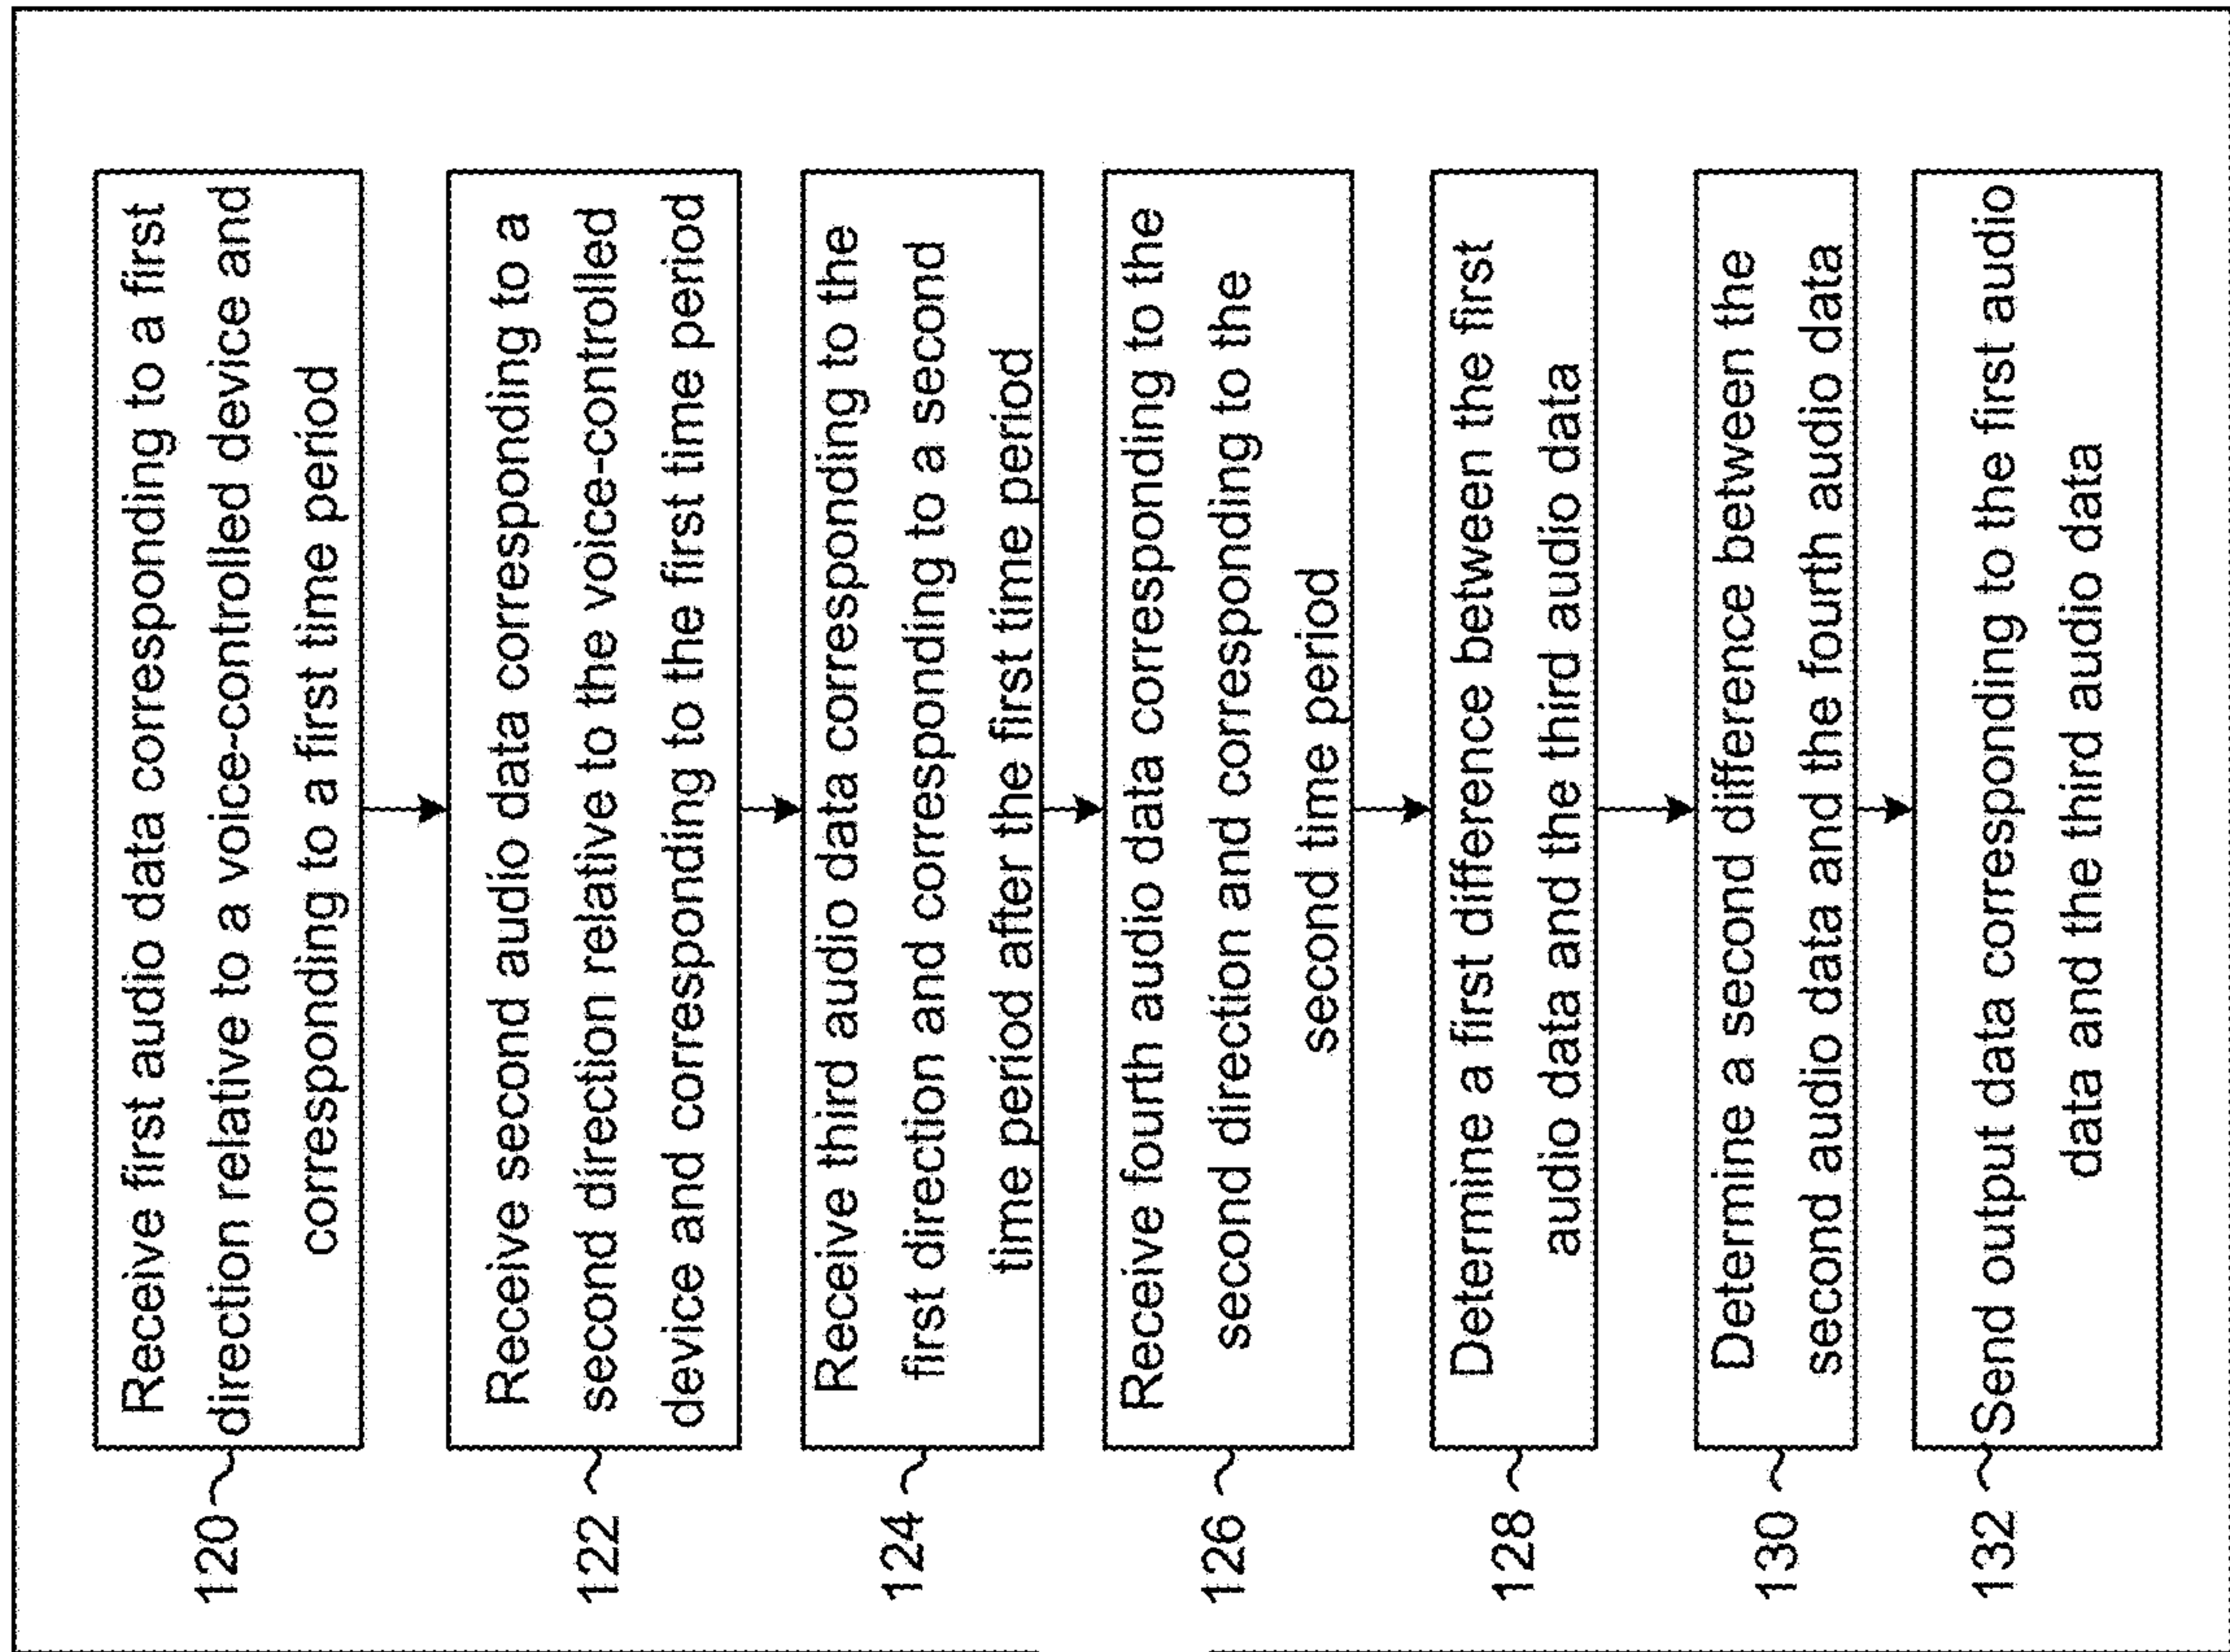 120
Receive first audio data corresponding to a first
direction relative to a voice-controlled device and
corresponding to a first time period
122
Receive second audio data corresponding to a
second direction relative to the voice-controlled
device and corresponding to the first time period
124
Receive third audio data corresponding to the
first direction and corresponding to a second
time period after the first time period
126
Receive fourth audio data corresponding to the
second direction and corresponding to the
second time period
128
Determine a first difference between the first
audio data and the third audio data
130
Determine a second difference between the
second audio data and the fourth audio data
132
Send output data corresponding to the first audio
data and the third audio data